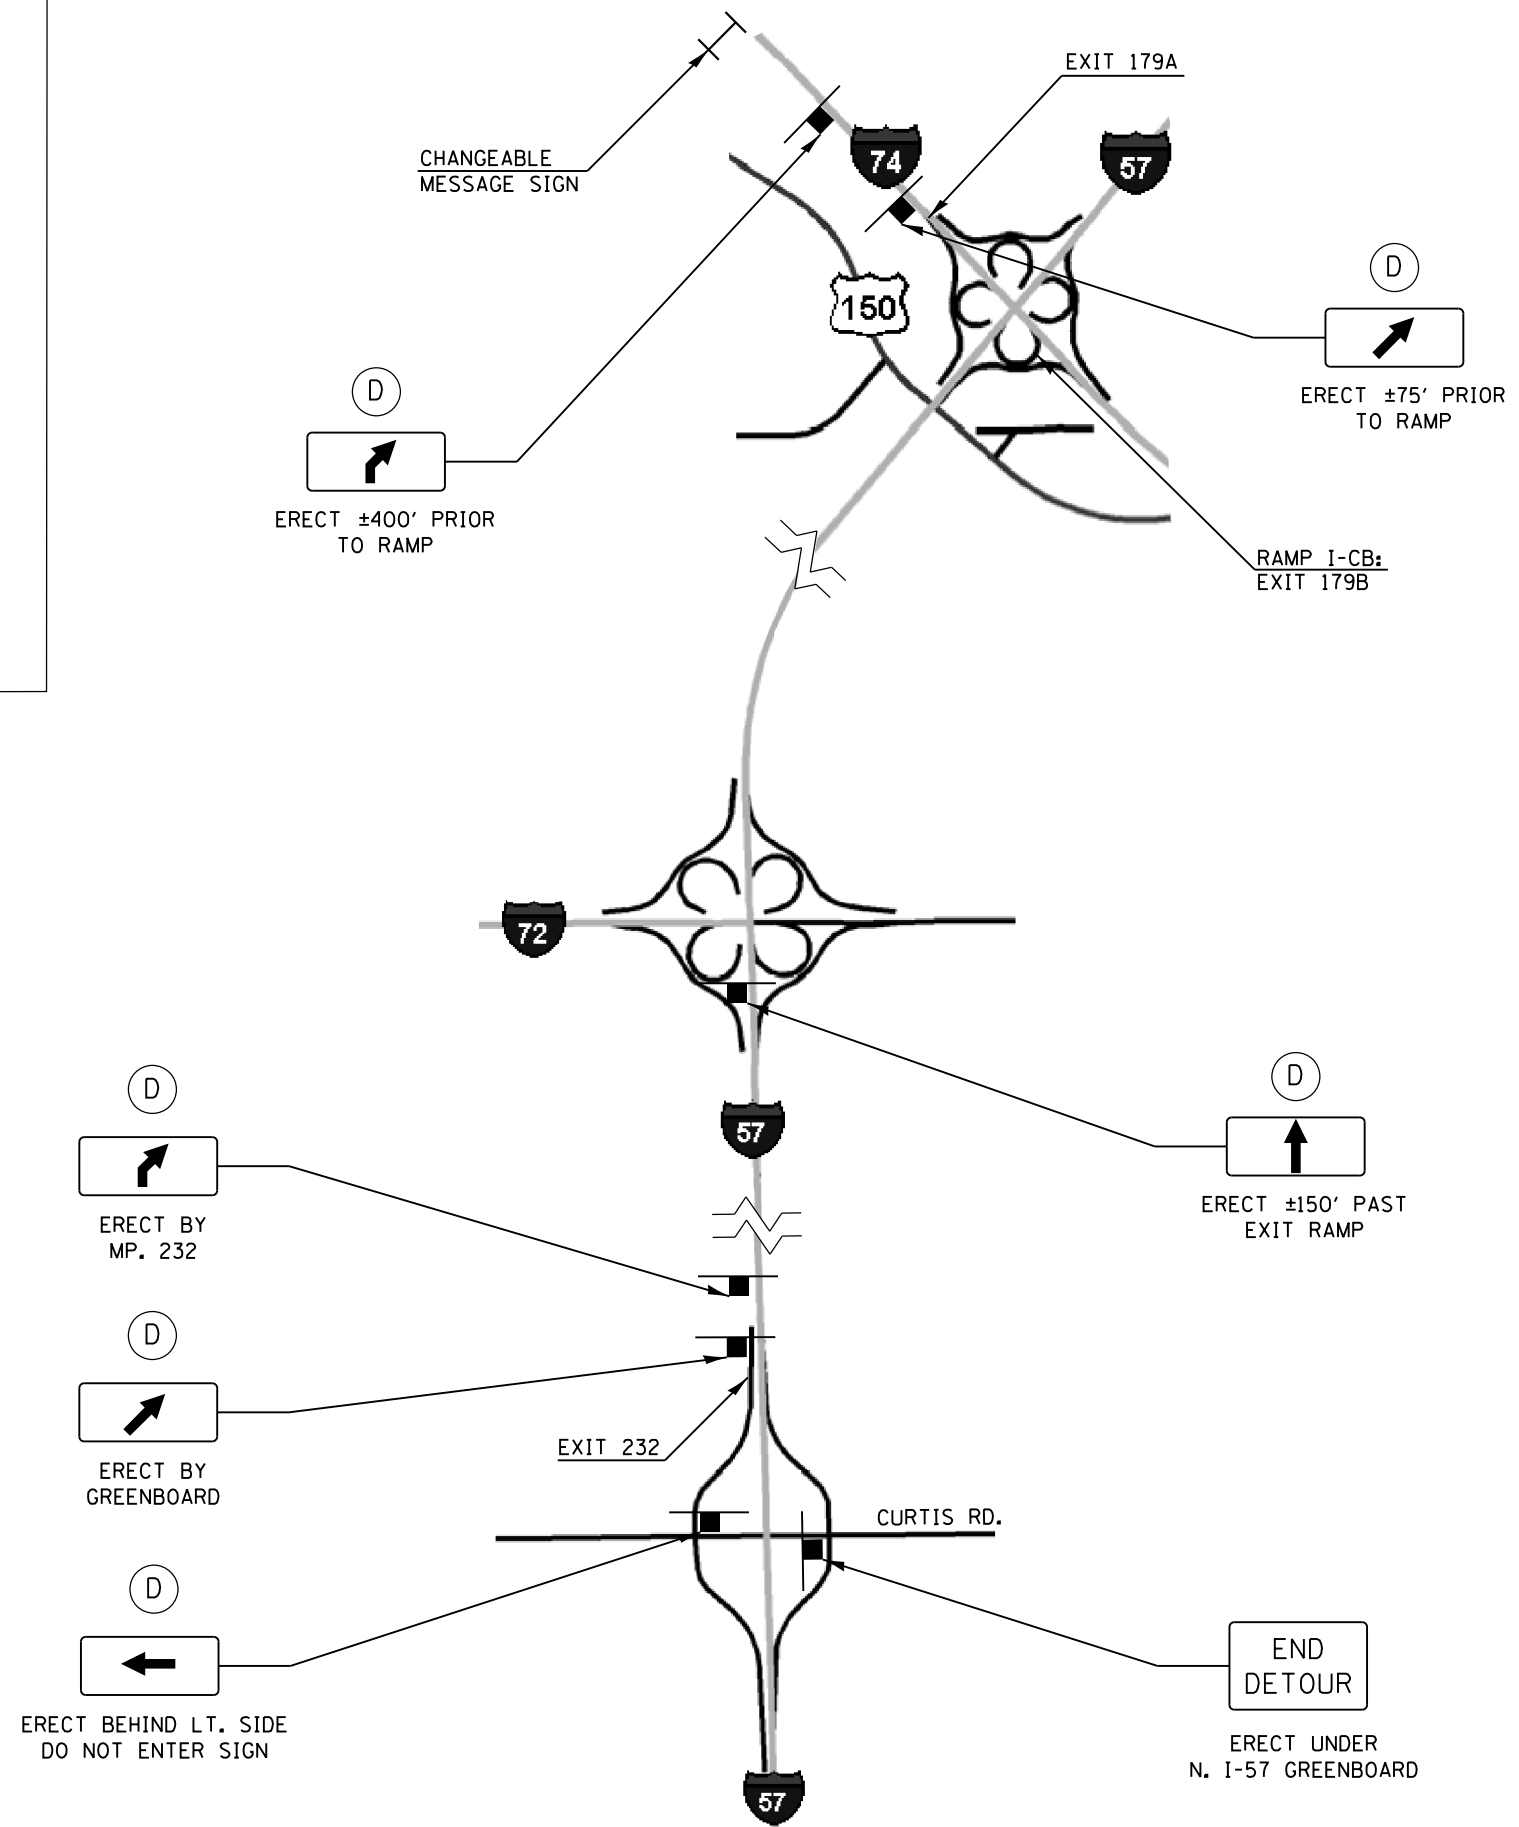 EXIT 179A
74
57
CHANGEABLE
MESSAGE SIGN
150
D
ERECT ±75' PRIOR
TO RAMP
D
ERECT ±400' PRIOR
TO RAMP
RAMP I-CB:
EXIT 179B
72
D
ERECT BY
MP. 232
57
D
ERECT ±150' PAST
EXIT RAMP
D
ERECT BY
GREENBOARD
EXIT 232
CURTIS RD.
D
ERECT BEHIND LT. SIDE
DO NOT ENTER SIGN
END
DETOUR
ERECT UNDER
N. I-57 GREENBOARD
57